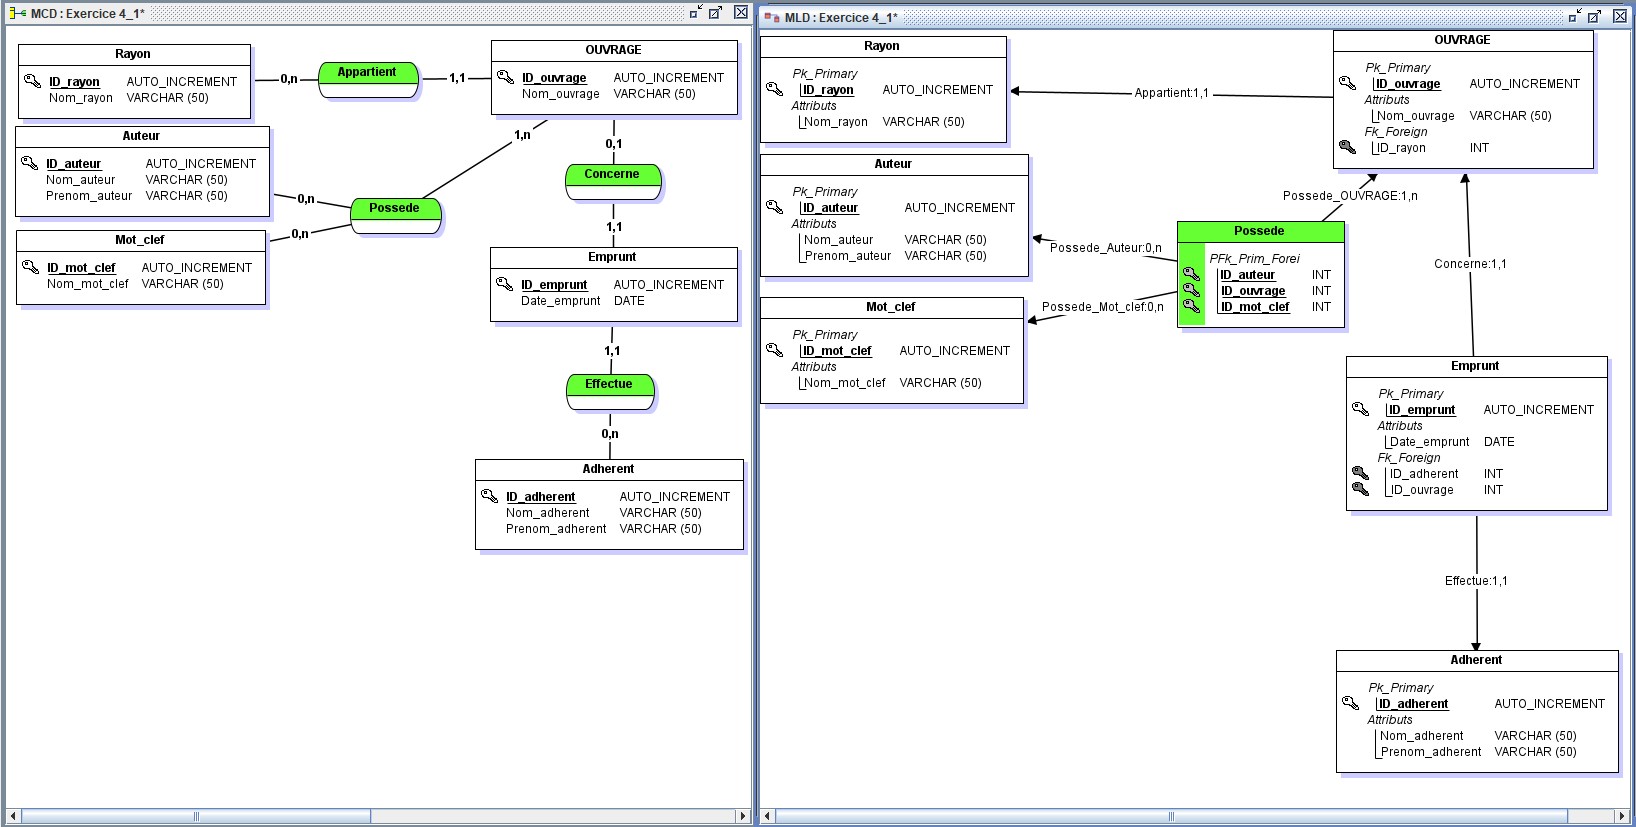 MCD : Exercice 4_1*
Rayon
ID_rayon AUTO_INCREMENT
Nom_rayon VARCHAR (50)
0,n
Appartient
1,1
OUVRAGE
ID_ouvrage AUTO_INCREMENT
Nom_ouvrage VARCHAR (50)
Auteur
ID_auteur AUTO_INCREMENT
Nom_auteur VARCHAR (50)
Prenom_auteur VARCHAR (50)
1,n
0,1
0,n
Possede
Concerne
Mot_clef
ID_mot_clef AUTO_INCREMENT
Nom_mot_clef VARCHAR (50)
0,n
1,1
Emprunt
ID_emprunt AUTO_INCREMENT
Date_emprunt DATE
1,1
Effectue
0,n
Adherent
ID_adherent AUTO_INCREMENT
Nom_adherent VARCHAR (50)
Prenom_adherent VARCHAR (50)
MLD : Exercice 4_1*
Rayon
Pk_Primary
ID_rayon AUTO_INCREMENT
Attributs
Nom_rayon VARCHAR (50)
Appartient:1,1
OUVRAGE
Pk_Primary
ID_ouvrage AUTO_INCREMENT
Attributs
Nom_ouvrage VARCHAR (50)
Fk_Foreign
ID_rayon INT
Auteur
Pk_Primary
ID_auteur AUTO_INCREMENT
Attributs
Nom_auteur VARCHAR (50)
Prenom_auteur VARCHAR (50)
Possede_OUVRAGE:1,n
Possede_Auteur:0,n
Possede
PFk_Prim_Forei
ID_auteur INT
ID_ouvrage INT
ID_mot_clef INT
Concerne:1,1
Possede_Mot_clef:0,n
Mot_clef
Pk_Primary
ID_mot_clef AUTO_INCREMENT
Attributs
Nom_mot_clef VARCHAR (50)
Emprunt
Pk_Primary
ID_emprunt AUTO_INCREMENT
Attributs
Date_emprunt DATE
Fk_Foreign
ID_adherent INT
ID_ouvrage INT
Effectue:1,1
Adherent
Pk_Primary
ID_adherent AUTO_INCREMENT
Attributs
Nom_adherent VARCHAR (50)
Prenom_adherent VARCHAR (50)